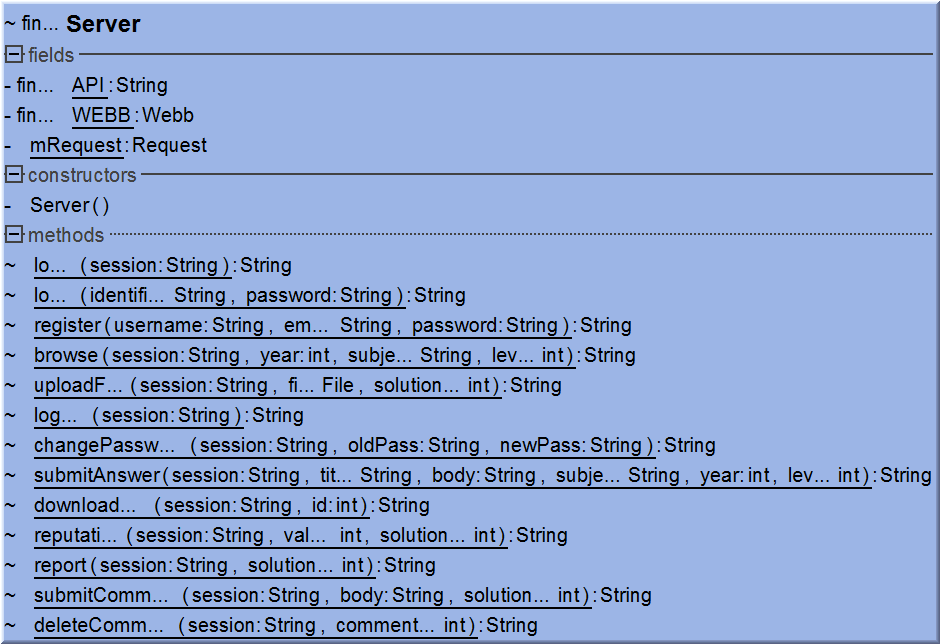 ~ fin... Server
fields
- fin... API : String
- fin... WEBB : Webb
- mRequest : Request
constructors
- Server ( )
methods
~ lo... (session: String ) : String
~ lo... (identifi... String , password: String ) : String
~ register ( username: String , em... String , password: String ) : String
~ browse ( session: String , year: int , subje... String , lev... int ) : String
~ uploadF... ( session: String , fi... File , solution... int ) : String
~ log... (session: String ) : String
~ changePassw... (session: String , oldPass: String , newPass: String ) : String
~ submitAnswer ( session: String , tit... String , body: String , subje... String , year: int , lev... int ) : String
~ download... (session: String , id: int ) : String
~ reputati... ( session: String , val... int , solution... int ) : String
~ report ( session: String , solution... int ) : String
~ submitComm... (session: String , body: String , solution... int ) : String
~ deleteComm... (session: String , comment... int ) : String